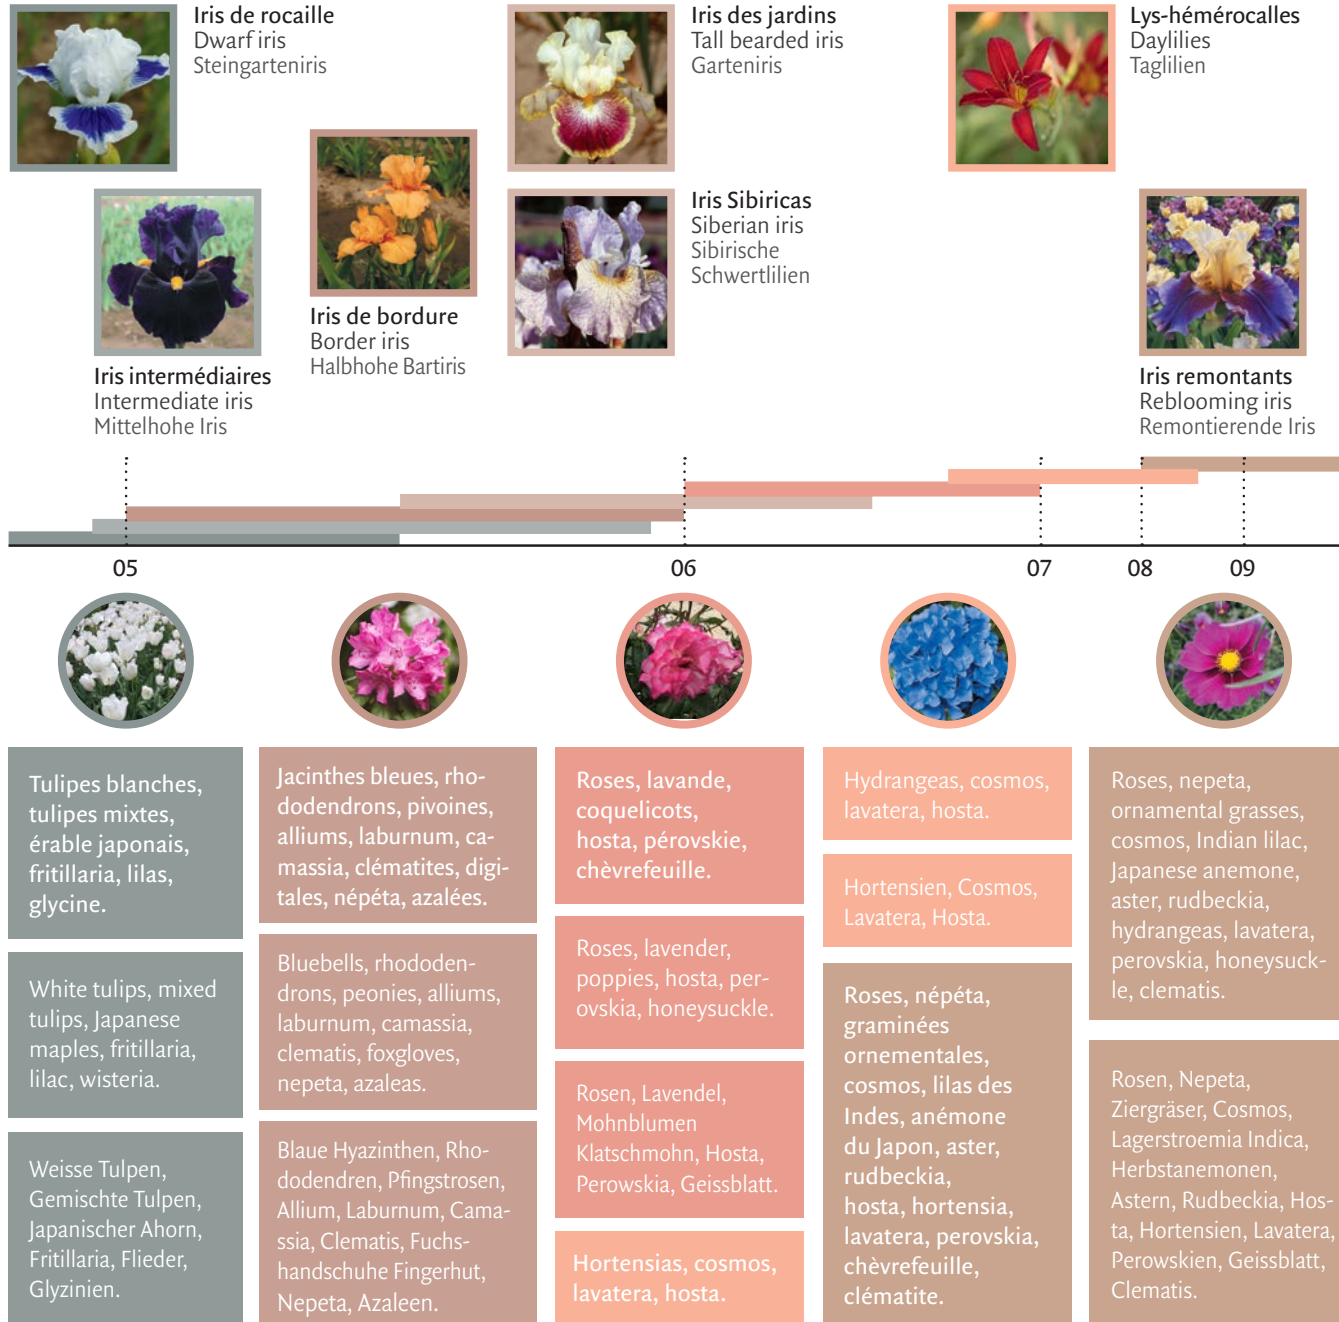 Iris de rocaille
Dwarf iris
Steingarteniris
Iris des jardins
Tall bearded iris
Garteniris
Lys-hémérocalles
Daylilies
Taglilien
Iris Sibiricas
Siberian iris
Sibirische
Schwertlilien
Iris de bordure
Border iris
Halbhohe Bartiris
Iris intermédiaires
Intermediate iris
Mittelhohe Iris
Iris remontants
Reblooming iris
Remontierende Iris
05
06
07
08
09
Tulipes blanches,
tulipes mixtes,
érable japonais,
fritillaria, lilas,
glycine.
White tulips, mixed
tulips, Japanese
maples, fritillaria,
lilac, wisteria.
Weisse Tulpen,
Gemischte Tulpen,
Japanischer Ahorn,
Fritillaria, Flieder,
Glyzinien.
Jacinthes bleues, rho-
dodendrons, pivoines,
alliums, laburnum, ca-
massia, clématites, digi-
tales, népéta, azalées.
Bluebells, rhododen-
drons, peonies, alliums,
laburnum, camassia,
clematis, foxgloves,
nepeta, azaleas.
Blaue Hyazinthen, Rho-
dodendren, Pfingstrosen,
Allium, Laburnum, Cama-
ssia, Clematis, Fuchs-
handschuhe Fingerhut,
Nepeta, Azaleen.
Roses, lavande,
coquelicots,
hosta, pérovskie,
chèvrefeuille.
Roses, lavender,
poppies, hosta, per-
ovskia, honeysuckle.
Rosen, Lavendel,
Mohnblumen
Klatschmohn, Hosta,
Perowskia, Geissblatt.
Hortensias, cosmos,
lavatera, hosta.
Hydrangeas, cosmos,
lavatera, hosta.
Hortensien, Cosmos,
Lavatera, Hosta.
Roses, népéta,
graminées
ornementales,
cosmos, lilas des
Indes, anémone
du Japon, aster,
rudbeckia,
hosta, hortensia,
lavatera, perovskia,
chèvrefeuille,
clématite.
Roses, nepeta,
ornamental grasses,
cosmos, Indian lilac,
Japanese anemone,
aster, rudbeckia,
hydrangeas, lavatera,
perovskia, honeysuck-
le, clematis.
Rosen, Nepeta,
Ziergräser, Cosmos,
Lagerstroemia Indica,
Herbstanemonen,
Astern, Rudbeckia, Hos-
ta, Hortensien, Lavatera,
Perowskien, Geissblatt,
Clematis.